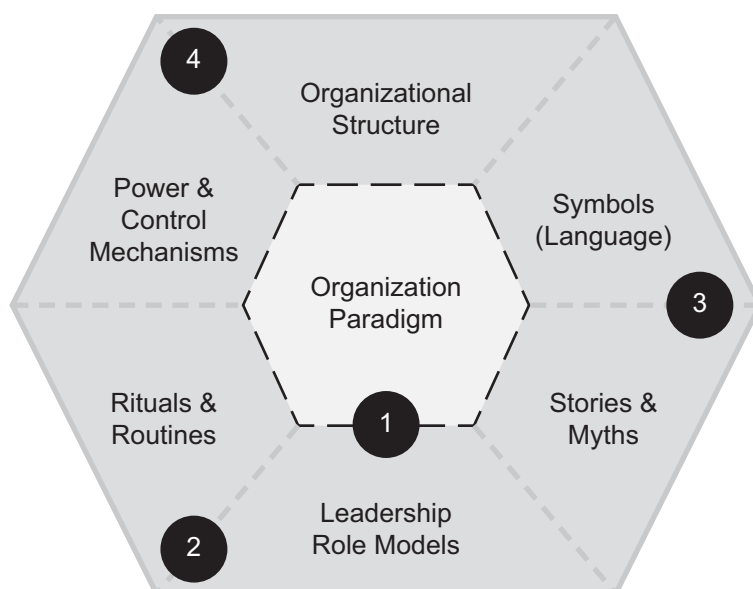 4
Organizational
Structure
Power &
Control
Mechanisms
Symbols
(Language)
Organization
Paradigm
3
Rituals &
Routines
1
Stories &
Myths
2
Leadership
Role Models